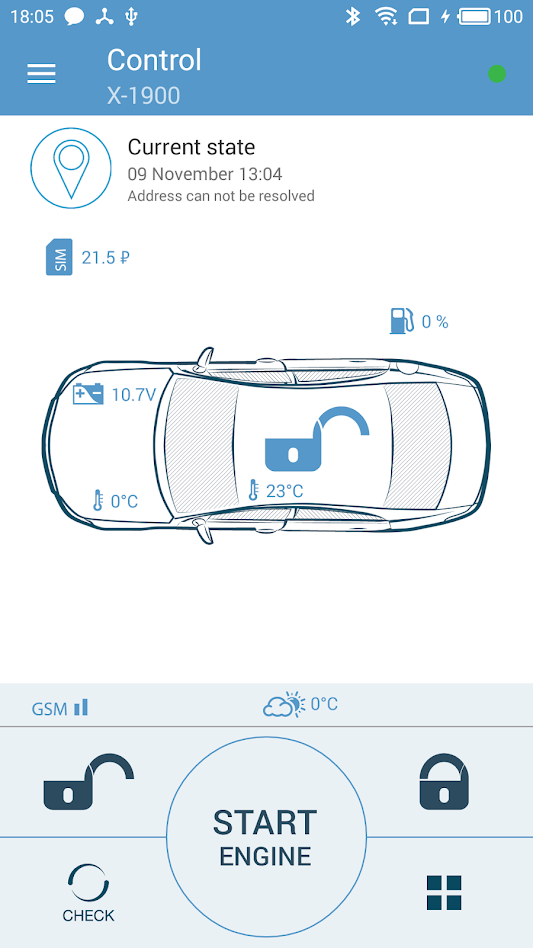 18:05
100
Control
X-1900
Current state
09 November 13:04
Address can not be resolved
SIM
21.5 ₽
0 %
10.7V
0°C
23°C
GSM
0°C
START
ENGINE
CHECK